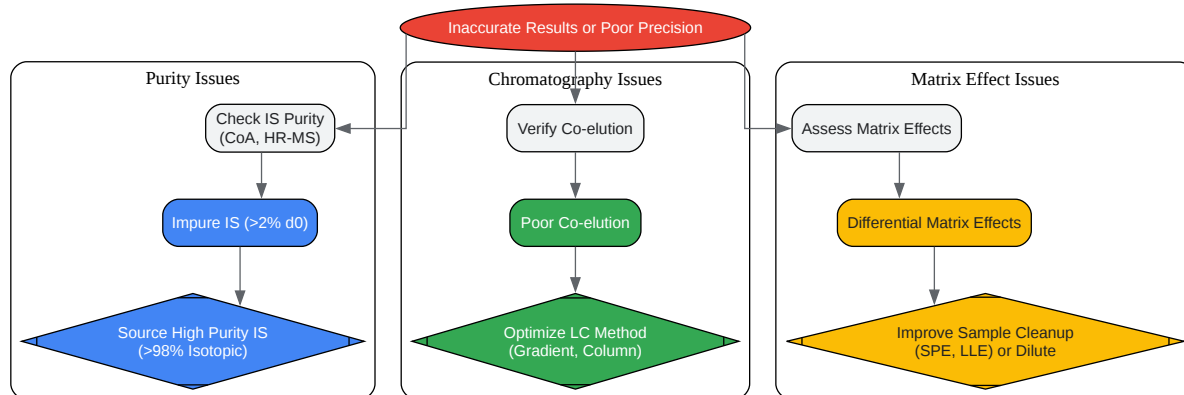 Inaccurate Results or Poor Precision
Purity Issues
Check IS Purity
(CoA, HR-MS)
Impure IS (>2% d0)
Source High Purity IS
(>98% Isotopic)
Chromatography Issues
Verify Co-elution
Poor Co-elution
Optimize LC Method
(Gradient, Column)
Matrix Effect Issues
Assess Matrix Effects
Differential Matrix Effects
Improve Sample Cleanup
(SPE, LLE) or Dilute